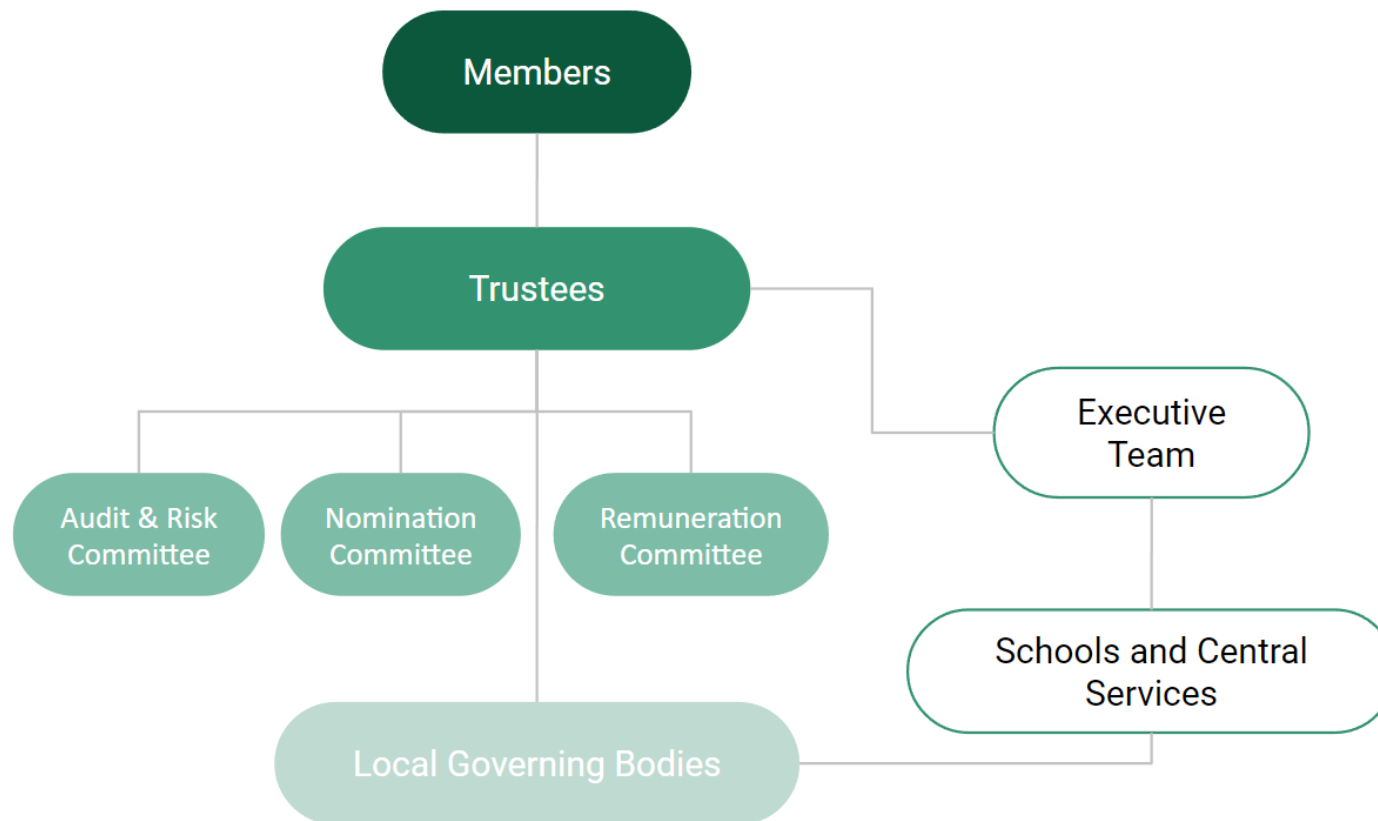 Members
Trustees
Executive
Team
Audit & Risk
Committee
Nomination
Committee
Remuneration
Committee
Schools and Central
Services
Local Governing Bodies